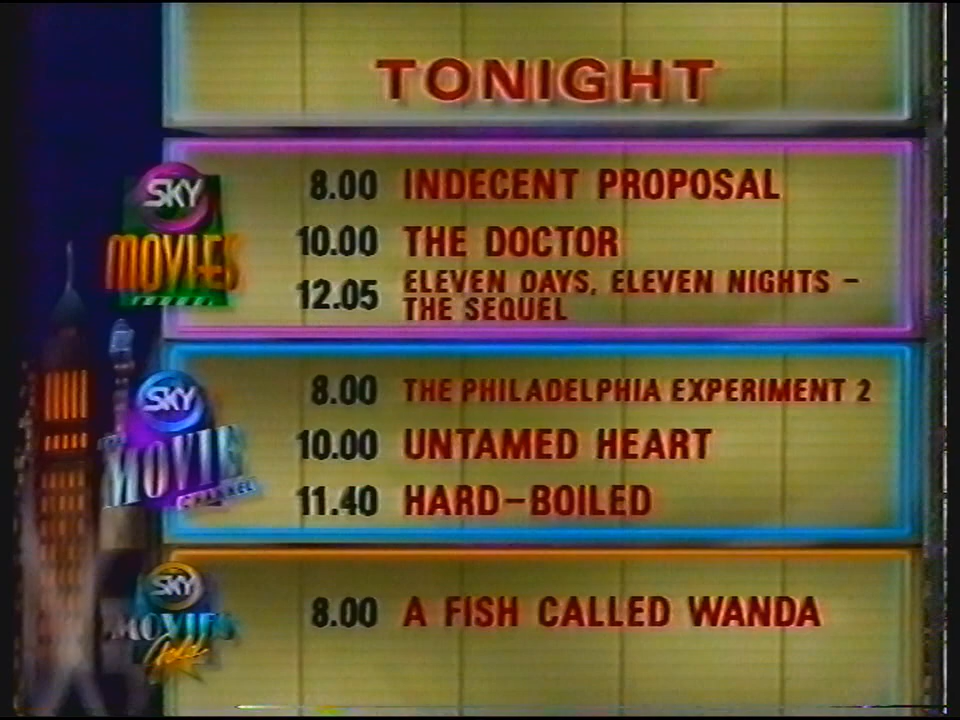 TONIGHT
SKY
MOVIES
8.00 INDECENT PROPOSAL
10.00 THE DOCTOR
12.05 ELEVEN DAYS, ELEVEN NIGHTS –
THE SEQUEL
SKY
MOVIE
CHANNEL
8.00 THE PHILADELPHIA EXPERIMENT 2
10.00 UNTAMED HEART
11.40 HARD–BOILED
SKY
MOVIES
Gold
8.00 A FISH CALLED WANDA